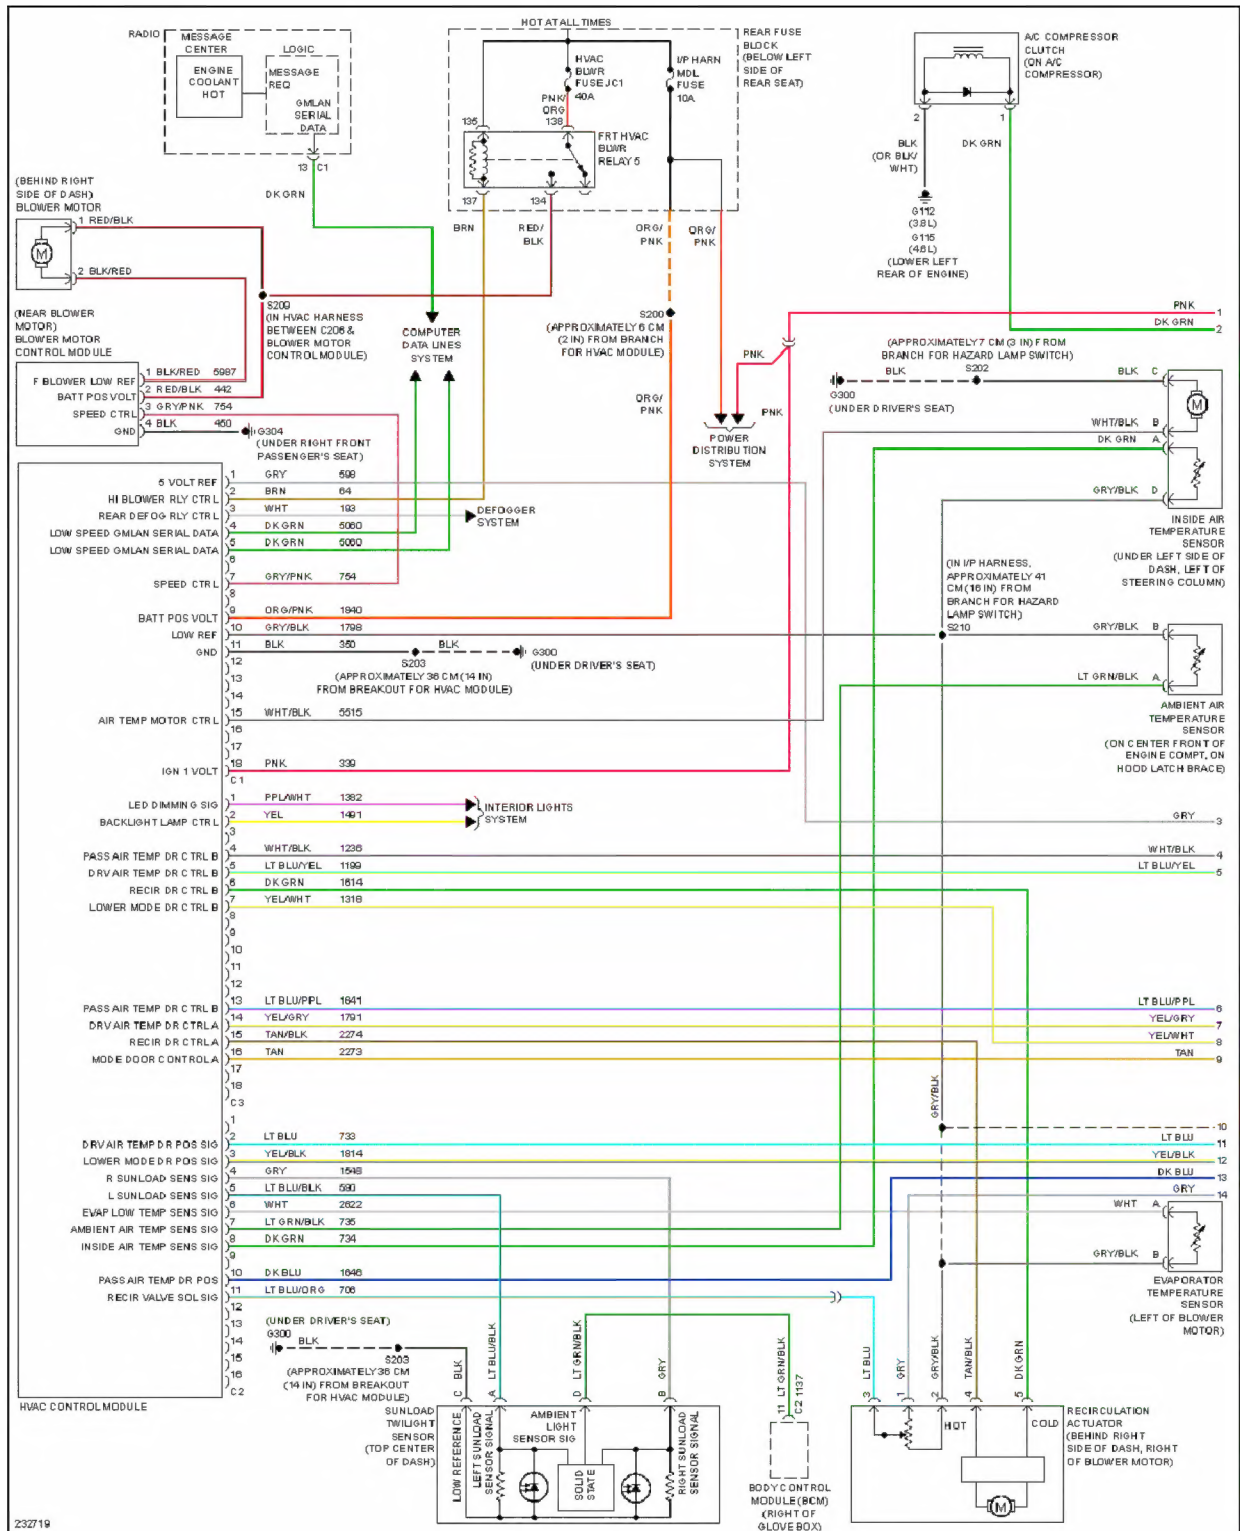 HOT AT ALL TIMES
RADIO
MESSAGE
CENTER
ENGINE
COOLANT
HOT
LOGIC
MESSAGE
REQ
GMLAN
SERIAL
DATA
13 C1
DK GRN
HVAC
BLWR
FUSE JC1
40A
PNK/
ORG
I/P HARN
MDL
FUSE
10A
REAR FUSE
BLOCK
(BELOW LEFT
SIDE OF
REAR SEAT)
135
138
FRT HVAC
BLWR
RELAY 5
137
134
BRN
RED/
BLK
ORG/
PNK
ORG/
PNK
A/C COMPRESSOR
CLUTCH
(ON A/C
COMPRESSOR)
2
1
BLK
(OR BLK/
WHT)
DK GRN
G112
(3.8L)
G115
(4.6L)
(LOWER LEFT
REAR OF ENGINE)
(BEHIND RIGHT
SIDE OF DASH)
BLOWER MOTOR
1 RED/BLK
M
2 BLK/RED
S209
(IN HVAC HARNESS
BETWEEN C206 &
BLOWER MOTOR
CONTROL MODULE)
COMPUTER
DATA LINES
SYSTEM
S200
(APPROXIMATELY 6 CM
(2 IN) FROM BRANCH
FOR HVAC MODULE)
PNK
PNK 1
DK GRN 2
(NEAR BLOWER
MOTOR)
BLOWER MOTOR
CONTROL MODULE
F BLOWER LOW REF 1 BLK/RED 5987
BATT POS VOLT 2 RED/BLK 442
SPEED CTRL 3 GRY/PNK 754
GND 4 BLK 450
G304
(UNDER RIGHT FRONT
PASSENGER'S SEAT)
ORG/
PNK
PNK
POWER
DISTRIBUTION
SYSTEM
(APPROXIMATELY 7 CM (3 IN) FROM
BRANCH FOR HAZARD LAMP SWITCH)
BLK S202
G300
(UNDER DRIVER'S SEAT)
BLK C
M
WHT/BLK B
DK GRN A
GRY/BLK D
INSIDE AIR
TEMPERATURE
SENSOR
(UNDER LEFT SIDE OF
DASH, LEFT OF
STEERING COLUMN)
5 VOLT REF 1 GRY 598
HI BLOWER RLY CTRL 2 BRN 64
REAR DEFOG RLY CTRL 3 WHT 193
DEFOGGER
SYSTEM
LOW SPEED GMLAN SERIAL DATA 4 DK GRN 5060
LOW SPEED GMLAN SERIAL DATA 5 DK GRN 5060
6
SPEED CTRL 7 GRY/PNK 754
8
BATT POS VOLT 9 ORG/PNK 1840
LOW REF 10 GRY/BLK 1798
GND 11 BLK 350
BLK
S203
G300
(UNDER DRIVER'S SEAT)
(APPROXIMATELY 36 CM (14 IN)
FROM BREAKOUT FOR HVAC MODULE)
12
13
14
AIR TEMP MOTOR CTRL 15 WHT/BLK 5515
16
17
IGN 1 VOLT 18 PNK 339
C1
(IN I/P HARNESS,
APPROXIMATELY 41
CM (16 IN) FROM
BRANCH FOR HAZARD
LAMP SWITCH)
S210
GRY/BLK B
LT GRN/BLK A
AMBIENT AIR
TEMPERATURE
SENSOR
(ON CENTER FRONT OF
ENGINE COMPT, ON
HOOD LATCH BRACE)
LED DIMMING SIG 1 PPL/WHT 1382
BACKLIGHT LAMP CTRL 2 YEL 1491
INTERIOR LIGHTS
SYSTEM
GRY 3
3
PASS AIR TEMP DR CTRL B 4 WHT/BLK 1236 WHT/BLK 4
DRV AIR TEMP DR CTRL B 5 LT BLU/YEL 1199 LT BLU/YEL 5
RECIR DR CTRL B 6 DK GRN 1614
LOWER MODE DR CTRL B 7 YEL/WHT 1318
8
9
10
11
12
PASS AIR TEMP DR CTRL B 13 LT BLU/PPL 1641 LT BLU/PPL 6
DRV AIR TEMP DR CTRL A 14 YEL/GRY 1791 YEL/GRY 7
RECIR DR CTRL A 15 TAN/BLK 2274 YEL/WHT 8
MODE DOOR CONTROL A 16 TAN 2273 TAN 9
17
18
C3
GRY/BLK
1 10
DRV AIR TEMP DR POS SIG 2 LT BLU 733 LT BLU 11
LOWER MODE DR POS SIG 3 YEL/BLK 1814 YEL/BLK 12
R SUNLOAD SENS SIG 4 GRY 1548 DK BLU 13
L SUNLOAD SENS SIG 5 LT BLU/BLK 590 GRY 14
EVAP LOW TEMP SENS SIG 6 WHT 2622 WHT A
AMBIENT AIR TEMP SENS SIG 7 LT GRN/BLK 735
INSIDE AIR TEMP SENS SIG 8 DK GRN 734
9 GRY/BLK B
PASS AIR TEMP DR POS 10 DK BLU 1646
RECIR VALVE SOL SIG 11 LT BLU/ORG 706
12
13
14
15
16
C2
HVAC CONTROL MODULE
EVAPORATOR
TEMPERATURE
SENSOR
(LEFT OF BLOWER
MOTOR)
(UNDER DRIVER'S SEAT)
G300
BLK
S203
(APPROXIMATELY 36 CM
(14 IN) FROM BREAKOUT
FOR HVAC MODULE)
C BLK
A LT BLU/BLK
D LT GRN/BLK
B GRY
11 LT GRN/BLK
C2 1137
3 LT BLU
1 GRY
2 GRY/BLK
4 TAN/BLK
5 DK GRN
SUNLOAD
TWILIGHT
SENSOR
(TOP CENTER
OF DASH)
LOW REFERENCE
LEFT SUNLOAD
SENSOR SIGNAL
AMBIENT
LIGHT
SENSOR SIG
SOLID
STATE
RIGHT SUNLOAD
SENSOR SIGNAL
BODY CONTROL
MODULE (BCM)
(RIGHT OF
GLOVE BOX)
HOT
COLD
M
RECIRCULATION
ACTUATOR
(BEHIND RIGHT
SIDE OF DASH, RIGHT
OF BLOWER MOTOR)
232719